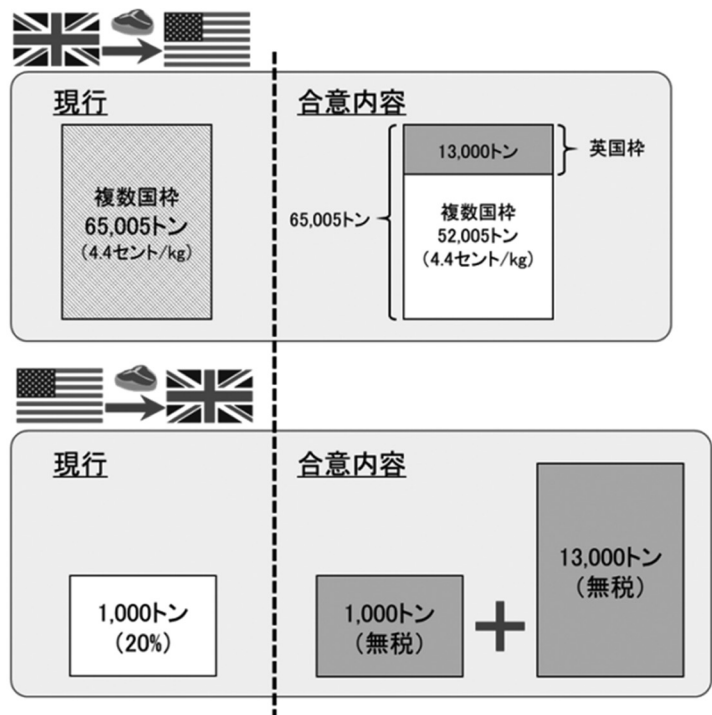 現行
複数国枠
65,005トン
（4.4セント/kg）
合意内容
65,005トン
13,000トン
英国枠
複数国枠
52,005トン
（4.4セント/kg）
現行
1,000トン
（20%）
合意内容
1,000トン
（無税）
+
13,000トン
（無税）